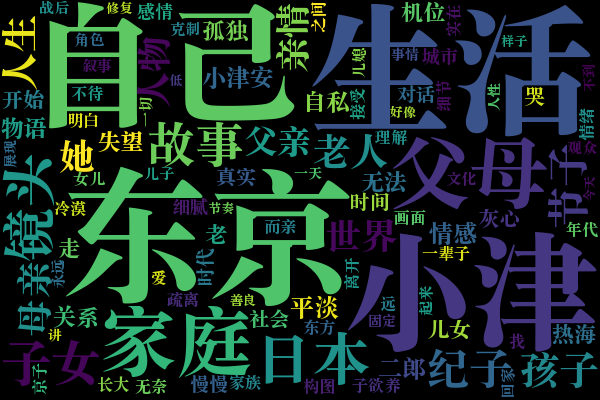 战后
修复
感情
克制
孤独
亲情
之间
机位
实在
人生
自己
生活
角色
叙事
人物
低
儿媳
事情
城市
样子
不到
小津安
开始
不待
一切
自私
接受
对话
细节
人性
哭
好像
情绪
物语
明白
失望
故事
父亲
老人
理解
父母
观众
展现
她
女儿
儿子
真实
一天
无法
文化
节子
今天
镜头
冷漠
东京
细腻
节奏
而亲
时间
画面
灰心
年代
走
老
时代
世界
情感
小津
母亲
永远
爱
离开
一辈子
关系
疏离
善良
平淡
远
起来
讲
家庭
社会
东方
固定
儿女
找
热海
子女
日本
二郎
纪子
孩子
京子
长大
无奈
慢慢
家族
构图
子欲养
回家